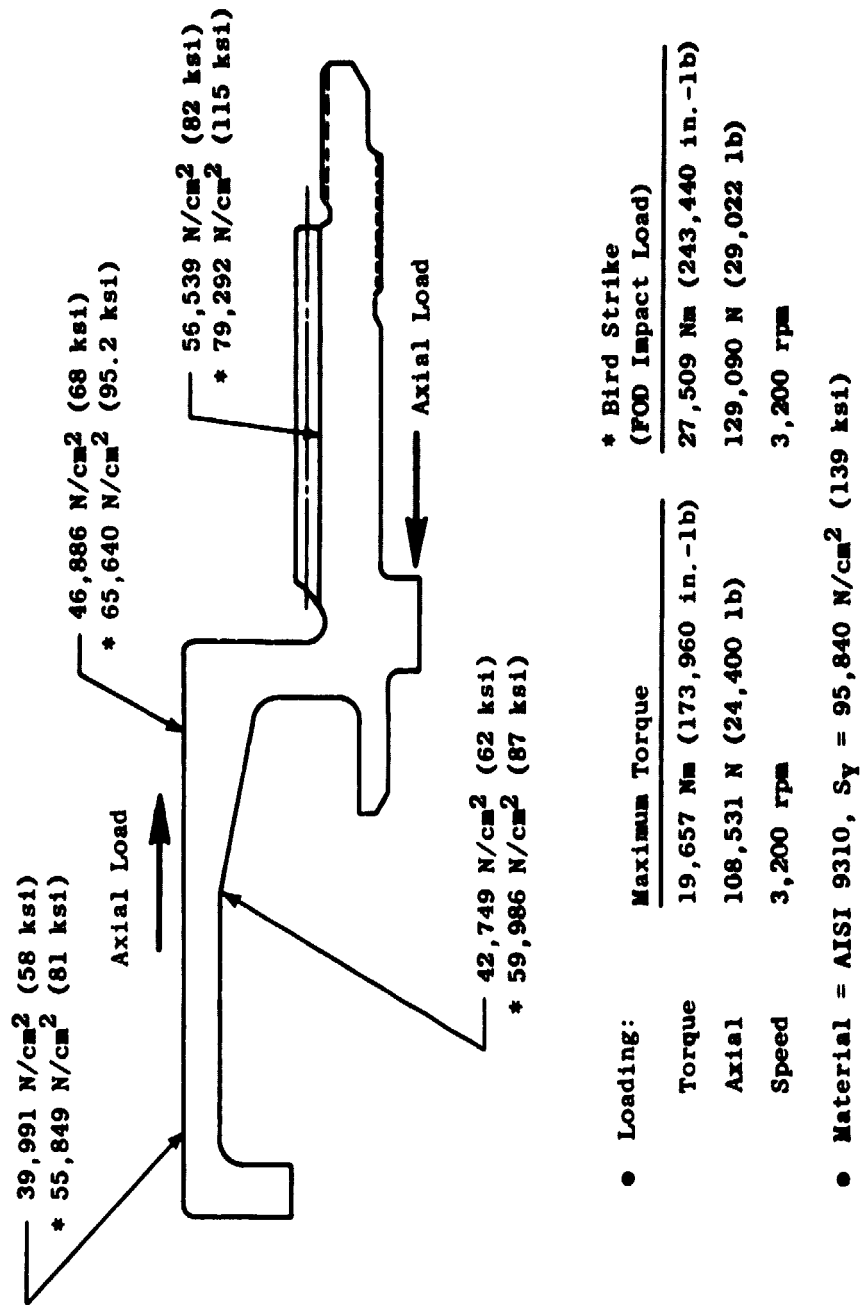 39,991 N/cm² (58 ksi)
* 55,849 N/cm² (81 ksi)
Axial Load
46,886 N/cm² (68 ksi)
* 65,640 N/cm² (95.2 ksi)
56,539 N/cm² (82 ksi)
* 79,292 N/cm² (115 ksi)
Axial Load
42,749 N/cm² (62 ksi)
* 59,986 N/cm² (87 ksi)
* Bird Strike
● Loading: Maximum Torque (FOD Impact Load)
Torque 19,657 Nm (173,960 in.-lb) 27,509 Nm (243,440 in.-lb)
Axial 108,531 N (24,400 lb) 129,090 N (29,022 lb)
Speed 3,200 rpm 3,200 rpm
● Material = AISI 9310, Sy = 95,840 N/cm² (139 ksi)